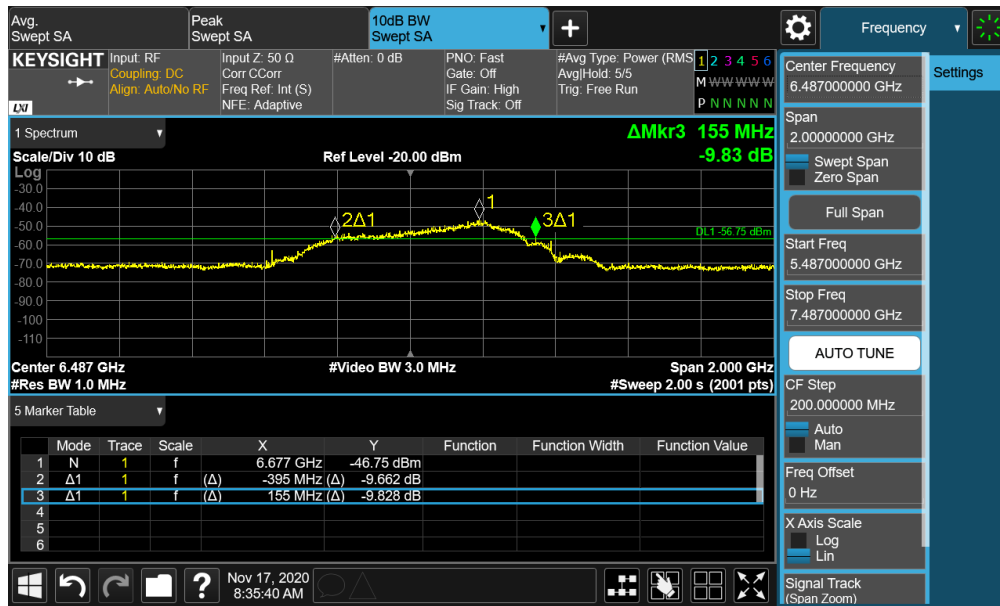 Avg.
Swept SA
Peak
Swept SA
10dB BW
Swept SA
Frequency
KEYSIGHT
LXI
Input: RF
Coupling: DC
Align: Auto/No RF
Input Z: 50 Ω
Corr CCorr
Freq Ref: Int (S)
NFE: Adaptive
#Atten: 0 dB
PNO: Fast
Gate: Off
IF Gain: High
Sig Track: Off
#Avg Type: Power (RMS
Avg|Hold: 5/5
Trig: Free Run
1 2 3 4 5 6
M W W W W W
P N N N N N
1 Spectrum
ΔMkr3 155 MHz
-9.83 dB
Scale/Div 10 dB
Ref Level -20.00 dBm
Log
-30.0
-40.0
-50.0
-60.0
-70.0
-80.0
-90.0
-100
-110
2Δ1
1
3Δ1
DL1 -56.75 dBm
Center 6.487 GHz
#Video BW 3.0 MHz
Span 2.000 GHz
#Res BW 1.0 MHz
#Sweep 2.00 s (2001 pts)
5 Marker Table
Mode Trace Scale X Y Function Function Width Function Value
1 N 1 f 6.677 GHz -46.75 dBm
2 Δ1 1 f (Δ) -395 MHz (Δ) -9.662 dB
3 Δ1 1 f (Δ) 155 MHz (Δ) -9.828 dB
4
5
6
Nov 17, 2020
8:35:40 AM
?
Settings
Center Frequency
6.487000000 GHz
Span
2.00000000 GHz
Swept Span
Zero Span
Full Span
Start Freq
5.487000000 GHz
Stop Freq
7.487000000 GHz
AUTO TUNE
CF Step
200.000000 MHz
Auto
Man
Freq Offset
0 Hz
X Axis Scale
Log
Lin
Signal Track
(Span Zoom)